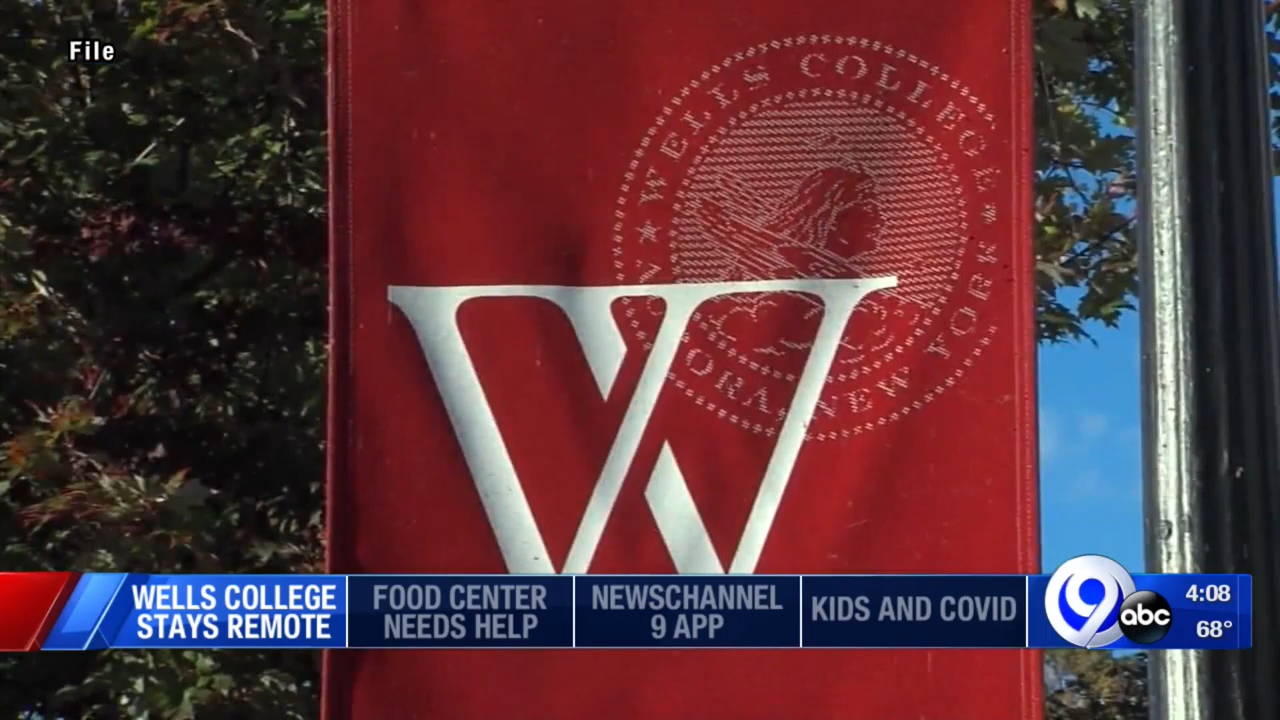 File
WELLS COLLEGE
NEW YORK
W
WELLS COLLEGE
STAYS REMOTE
FOOD CENTER
NEEDS HELP
NEWSCHANNEL
9 APP
KIDS AND COVID
9
abc
4:08
68°